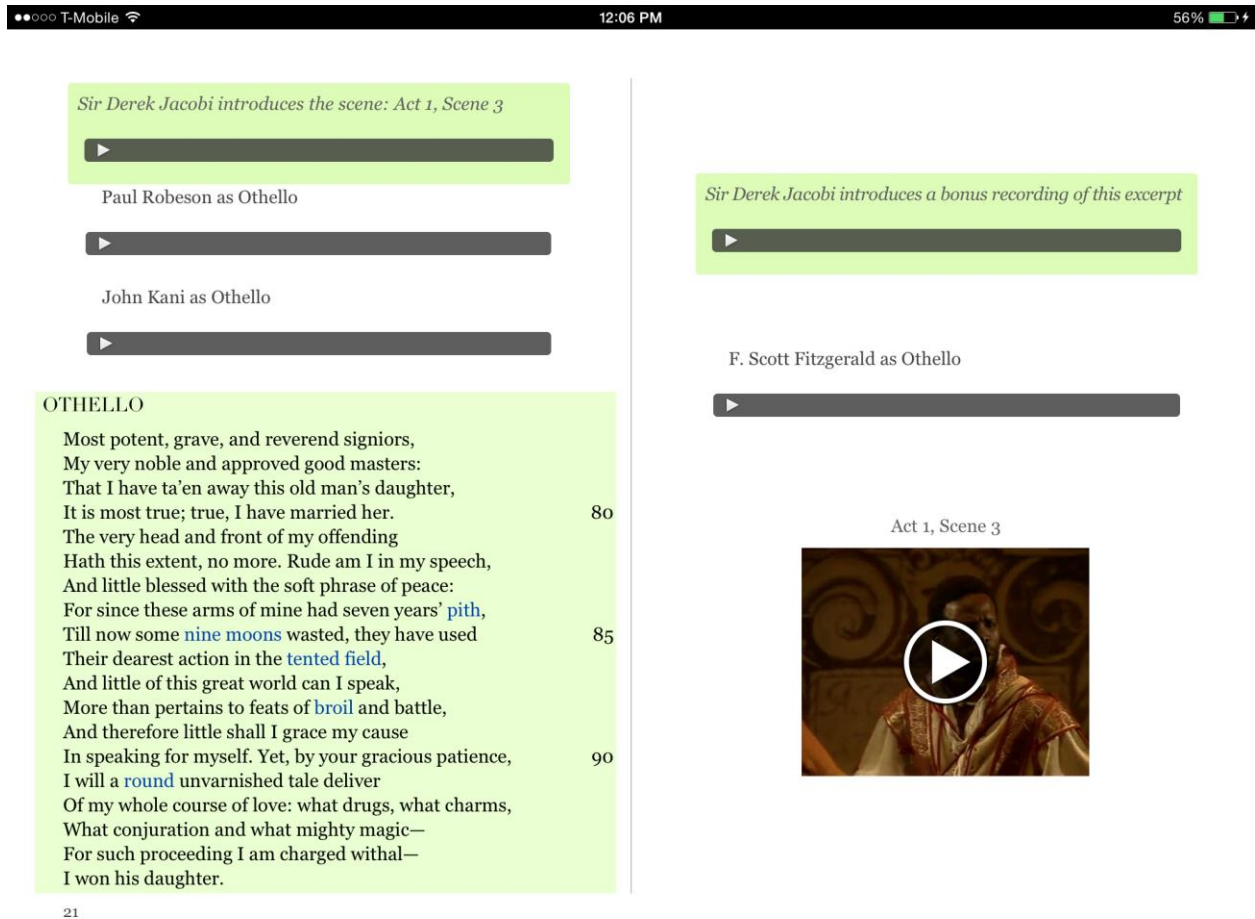 T-Mobile
12:06 PM
56%
Sir Derek Jacobi introduces the scene: Act 1, Scene 3
Paul Robeson as Othello
John Kani as Othello
OTHELLO
Most potent, grave, and reverend signiors,
My very noble and approved good masters:
That I have ta’en away this old man’s daughter,
It is most true; true, I have married her. 80
The very head and front of my offending
Hath this extent, no more. Rude am I in my speech,
And little blessed with the soft phrase of peace:
For since these arms of mine had seven years’ pith,
Till now some nine moons wasted, they have used 85
Their dearest action in the tented field,
And little of this great world can I speak,
More than pertains to feats of broil and battle,
And therefore little shall I grace my cause
In speaking for myself. Yet, by your gracious patience, 90
I will a round unvarnished tale deliver
Of my whole course of love: what drugs, what charms,
What conjuration and what mighty magic—
For such proceeding I am charged withal—
I won his daughter.
21
Sir Derek Jacobi introduces a bonus recording of this excerpt
F. Scott Fitzgerald as Othello
Act 1, Scene 3